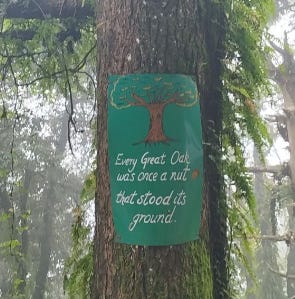 Every Great Oak
was once a nut
that stood its
ground.